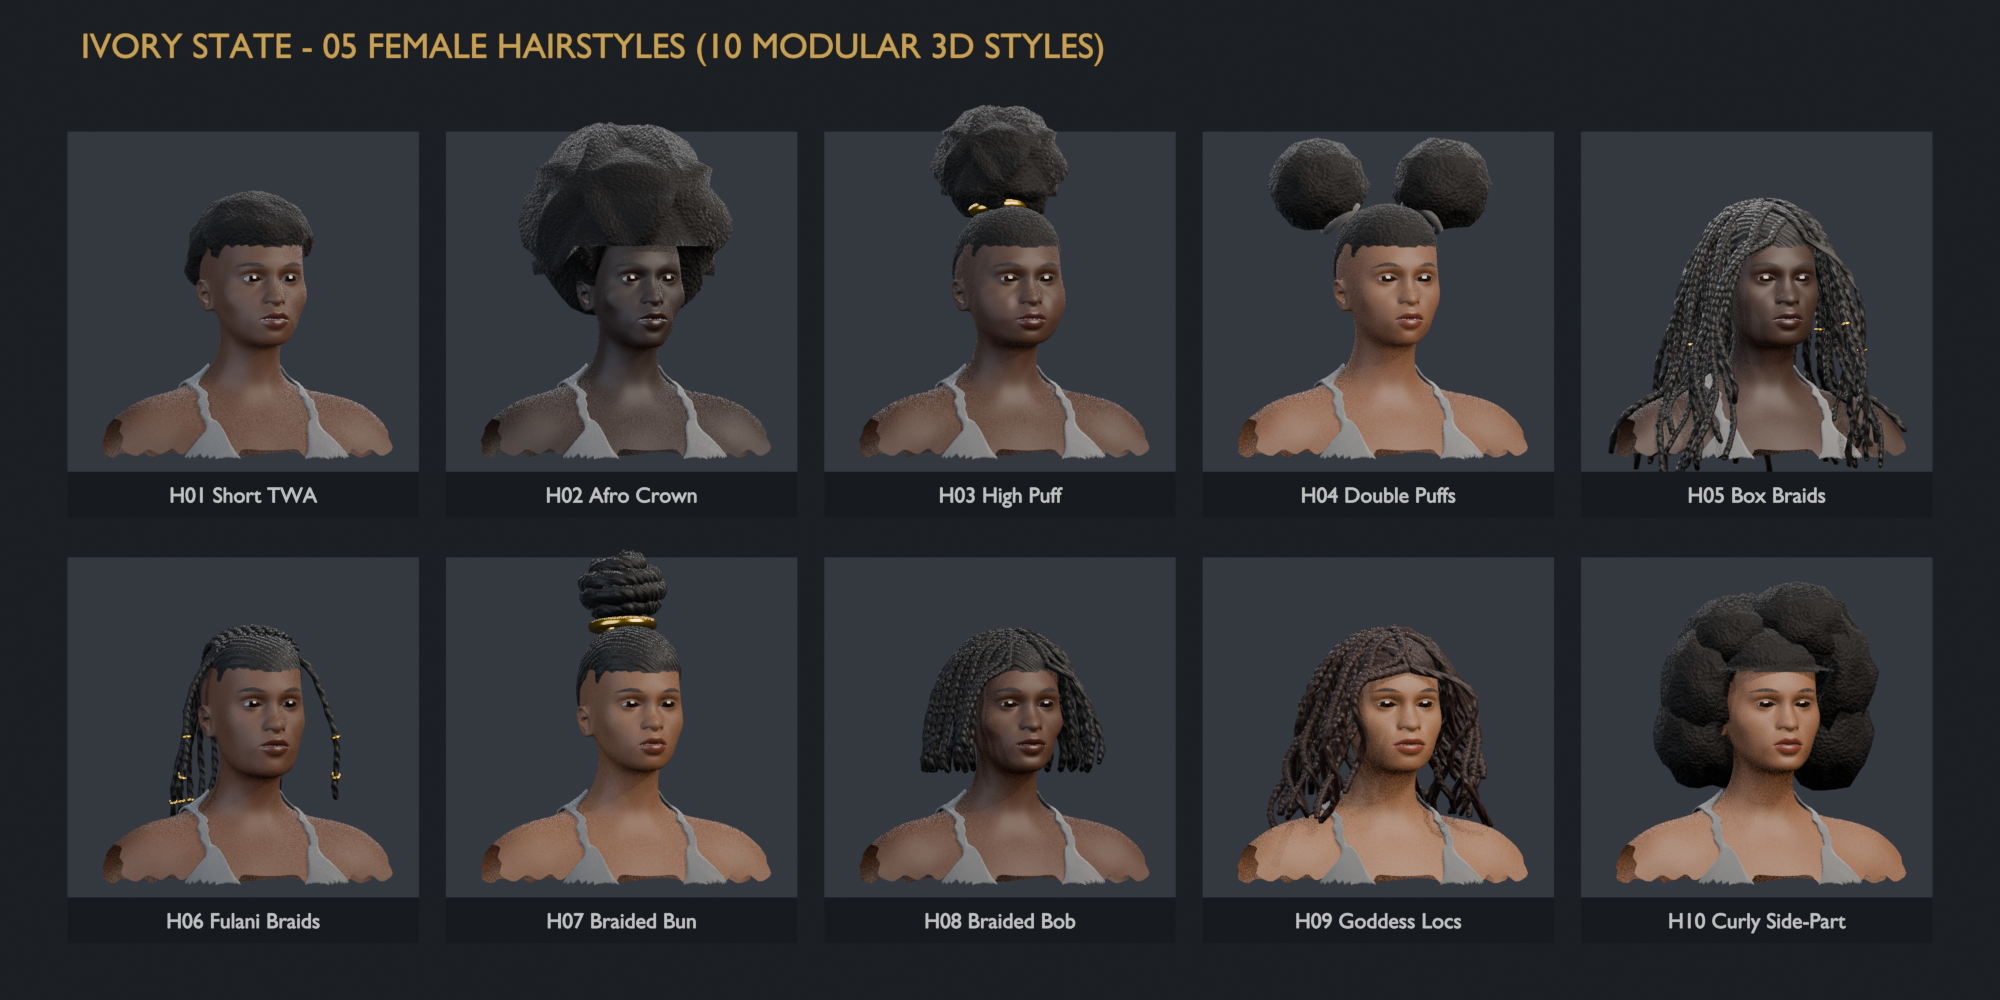 IVORY STATE - 05 FEMALE HAIRSTYLES (10 MODULAR 3D STYLES)
H01 Short TWA
H02 Afro Crown
H03 High Puff
H04 Double Puffs
H05 Box Braids
H06 Fulani Braids
H07 Braided Bun
H08 Braided Bob
H09 Goddess Locs
H10 Curly Side-Part